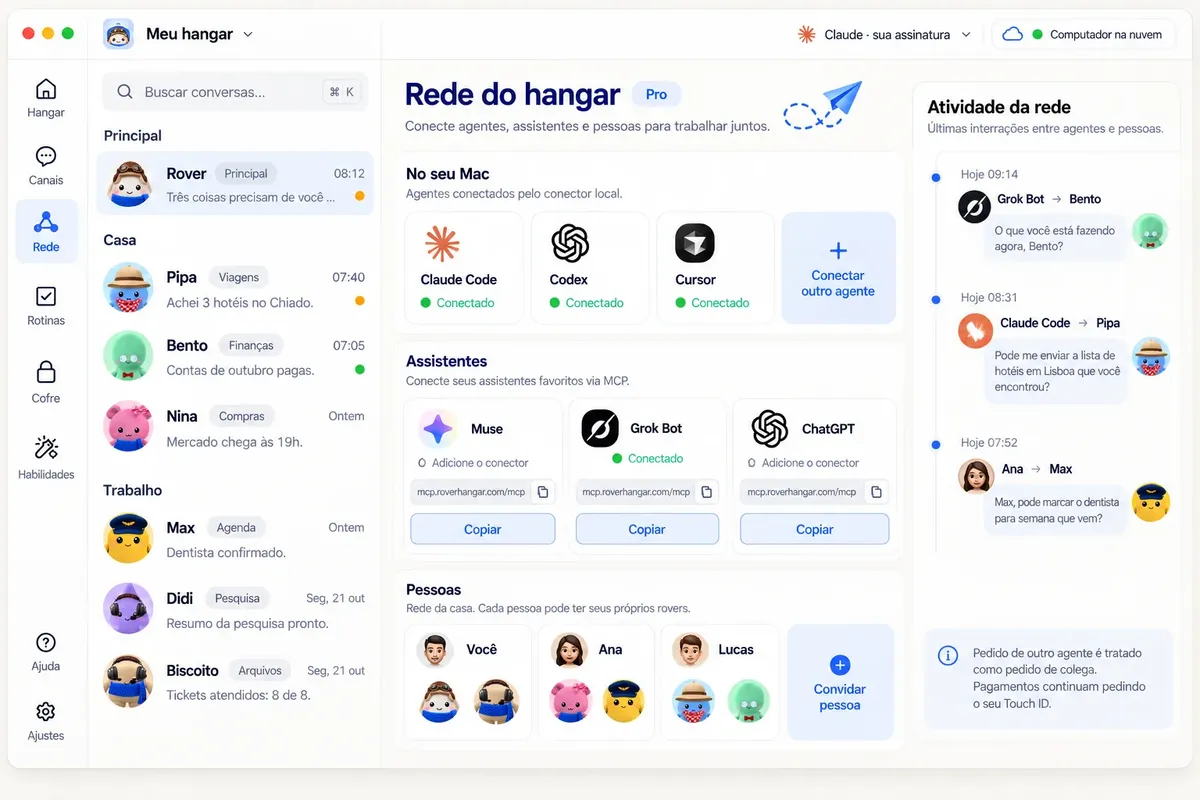 Meu hangar
Claude · sua assinatura
Computador na nuvem
Hangar
Canais
Rede
Rotinas
Cofre
Habilidades
Ajuda
Ajustes
Buscar conversas...
⌘ K
Principal
Rover Principal 08:12
Três coisas precisam de você ...
Casa
Pipa Viagens 07:40
Achei 3 hotéis no Chiado.
Bento Finanças 07:05
Contas de outubro pagas.
Nina Compras Ontem
Mercado chega às 19h.
Trabalho
Max Agenda Ontem
Dentista confirmado.
Didi Pesquisa Seg, 21 out
Resumo da pesquisa pronto.
Biscoito Arquivos Seg, 21 out
Tickets atendidos: 8 de 8.
Rede do hangar Pro
Conecte agentes, assistentes e pessoas para trabalhar juntos.
No seu Mac
Agentes conectados pelo conector local.
Claude Code
Conectado
Codex
Conectado
Cursor
Conectado
Conectar
outro agente
Assistentes
Conecte seus assistentes favoritos via MCP.
Muse
Adicione o conector
mcp.roverhangar.com/mcp
Copiar
Grok Bot
Conectado
mcp.roverhangar.com/mcp
Copiar
ChatGPT
Adicione o conector
mcp.roverhangar.com/mcp
Copiar
Pessoas
Rede da casa. Cada pessoa pode ter seus próprios rovers.
Você
Ana
Lucas
Convidar
pessoa
Atividade da rede
Últimas interrações entre agentes e pessoas.
Hoje 09:14
Grok Bot → Bento
O que você está fazendo
agora, Bento?
Hoje 08:31
Claude Code → Pipa
Pode me enviar a lista de
hotéis em Lisboa que você
encontrou?
Hoje 07:52
Ana → Max
Max, pode marcar o dentista
para semana que vem?
Pedido de outro agente é tratado
como pedido de colega.
Pagamentos continuam pedindo
o seu Touch ID.